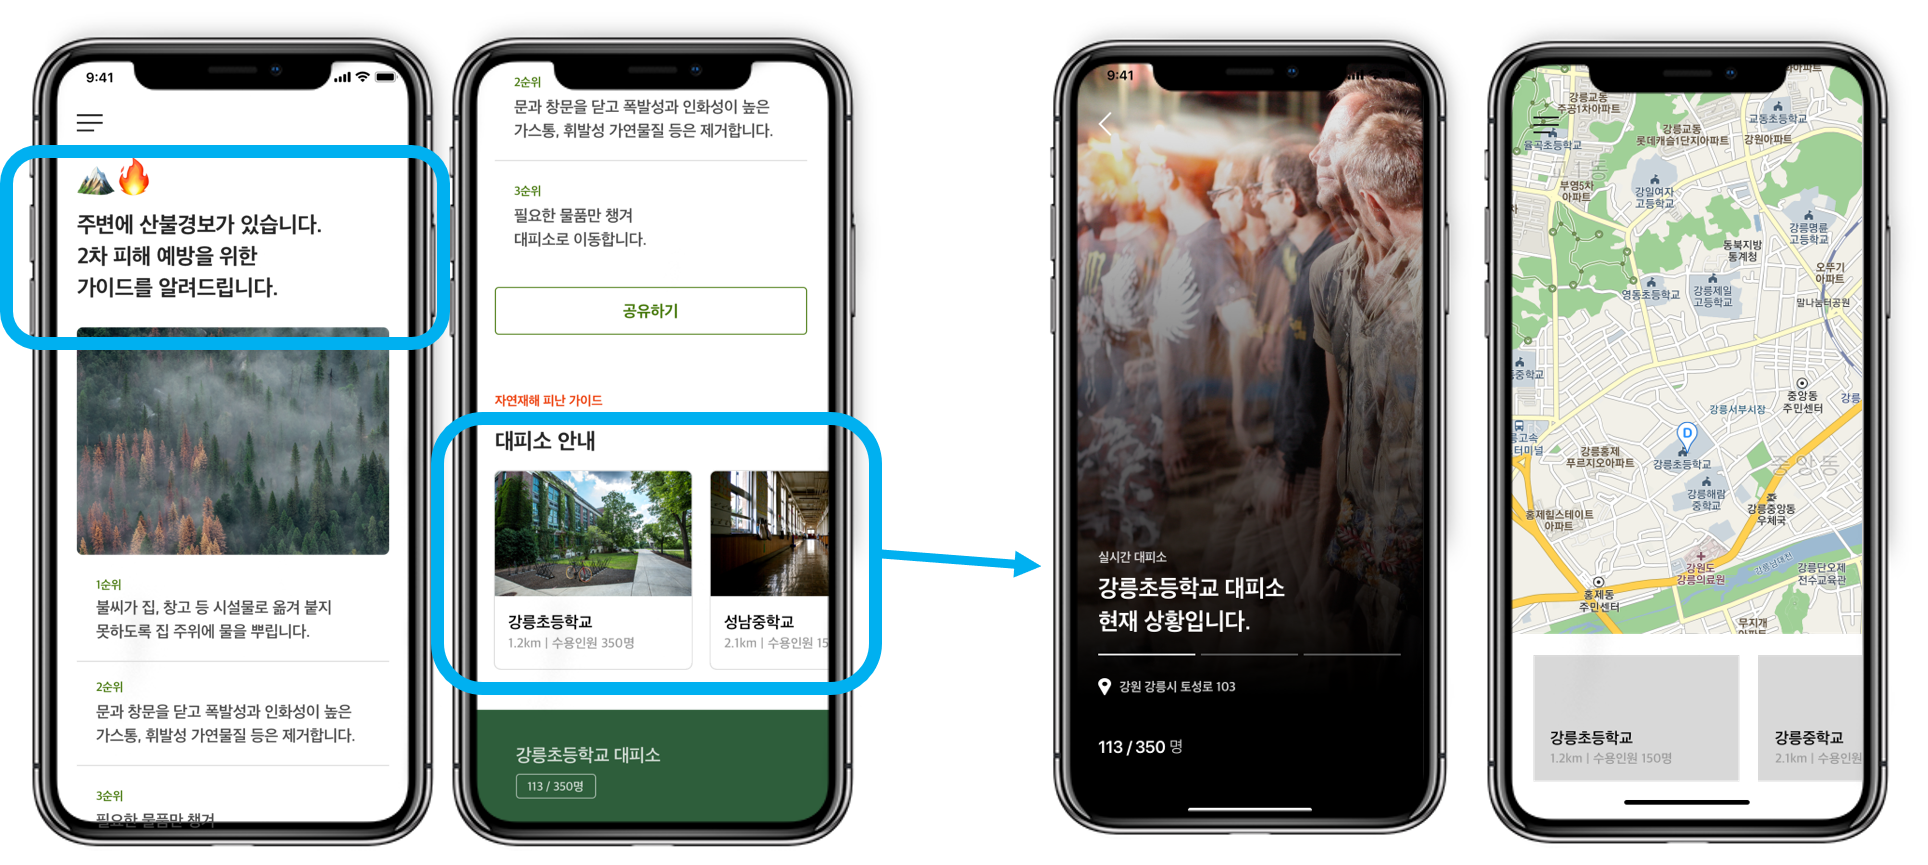 9:41
주변에 산불경보가 있습니다.
2차 피해 예방을 위한
가이드를 알려드립니다.
1순위
불씨가 집, 창고 등 시설물로 옮겨 붙지
못하도록 집 주위에 물을 뿌립니다.
2순위
문과 창문을 닫고 폭발성과 인화성이 높은
가스통, 휘발성 가연물질 등은 제거합니다.
3순위
필요한 물품만 챙겨
2순위
문과 창문을 닫고 폭발성과 인화성이 높은
가스통, 휘발성 가연물질 등은 제거합니다.
3순위
필요한 물품만 챙겨
대피소로 이동합니다.
공유하기
자연재해 피난 가이드
대피소 안내
강릉초등학교
1.2km | 수용인원 350명
성남중학교
2.1km | 수용인원 15
강릉초등학교 대피소
113 / 350명
9:41
실시간 대피소
강릉초등학교 대피소
현재 상황입니다.
강원 강릉시 토성로 103
113 / 350 명
강릉교동
주공1차아파트
교동초등학교
강릉교동
롯데캐슬1단지아파트
강원아파트
율곡초등학교
부영5차
아파트
강일여자
고등학교
강릉명륜
고등학교
동북지방
통계청
오뚜기
아파트
영동초등학교
강릉제일
고등학교
말나눔터공원
중학교
중앙동
주민센터
강릉
강릉서부시장
D
고속
터미널
강릉홍제
푸르지오아파트
강릉초등학교
중앙동
강릉해람
중학교
강릉중앙동
우체국
홍제힐스테이트
아파트
강원도
강릉의료원
강릉남대천
강릉단오제
전수교육관
홍제동
주민센터
무지개
아파트
강릉초등학교
1.2km | 수용인원 150명
강릉중학교
2.1km | 수용인원